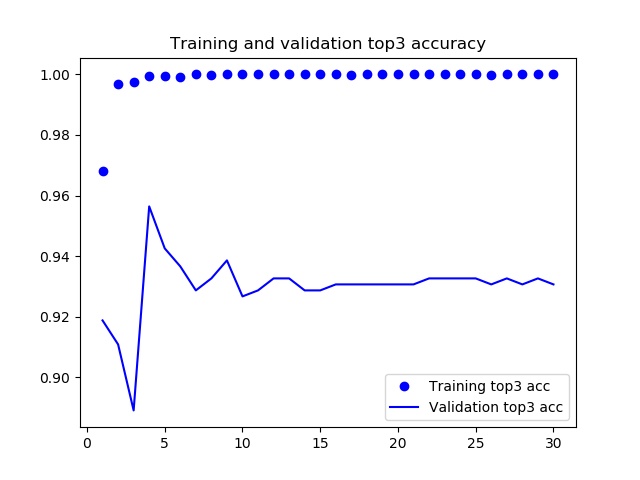 Training and validation top3 accuracy
1.00
0.98
0.96
0.94
0.92
0.90
Training top3 acc
Validation top3 acc
0 5 10 15 20 25 30